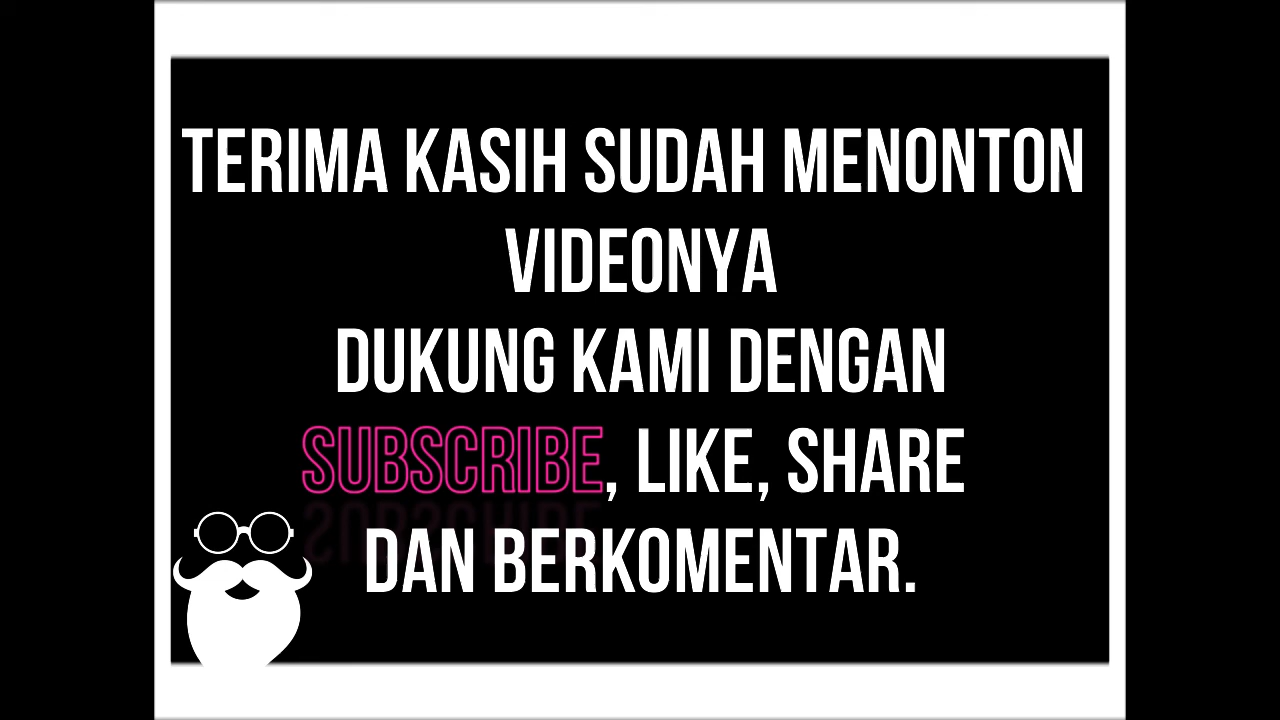 TERIMA KASIH SUDAH MENONTON
VIDEONYA
DUKUNG KAMI DENGAN
SUBSCRIBE, LIKE, SHARE
DAN BERKOMENTAR.